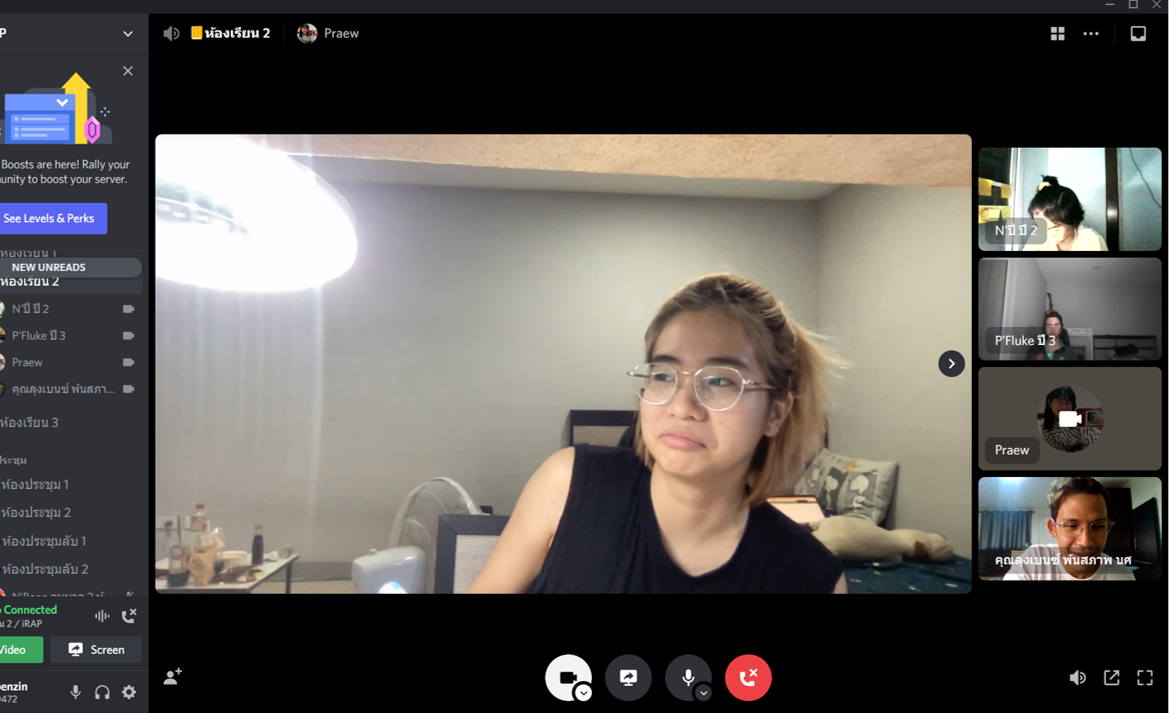 P
Boosts are here! Rally your
unity to boost your server.
See Levels & Perks
ห้องเรียน 1
NEW UNREADS
ห้องเรียน 2
N'ปี ปี 2
P'Fluke ปี 3
Praew
คุณลุงเบนซ์ พันสภา...
ห้องเรียน 3
ประชุม
ห้องประชุม 1
ห้องประชุม 2
ห้องประชุมลับ 1
ห้องประชุมลับ 2
Connected
2 / iRAP
Video
Screen
enzin
0472
ห้องเรียน 2
Praew
N'ปี ปี 2
P'Fluke ปี 3
Praew
คุณลุงเบนซ์ พันสภาพ นศ